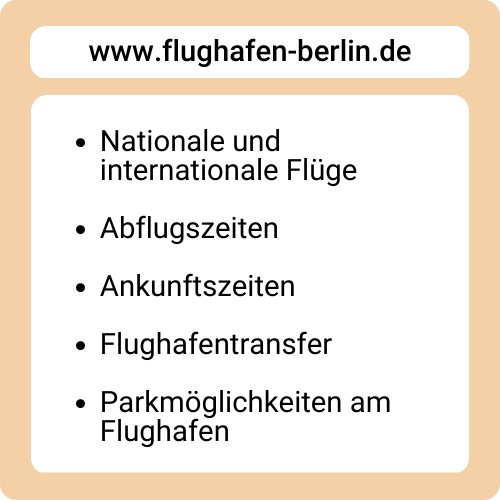 www.flughafen-berlin.de
• Nationale und
internationale Flüge
• Abflugszeiten
• Ankunftszeiten
• Flughafentransfer
• Parkmöglichkeiten am
Flughafen